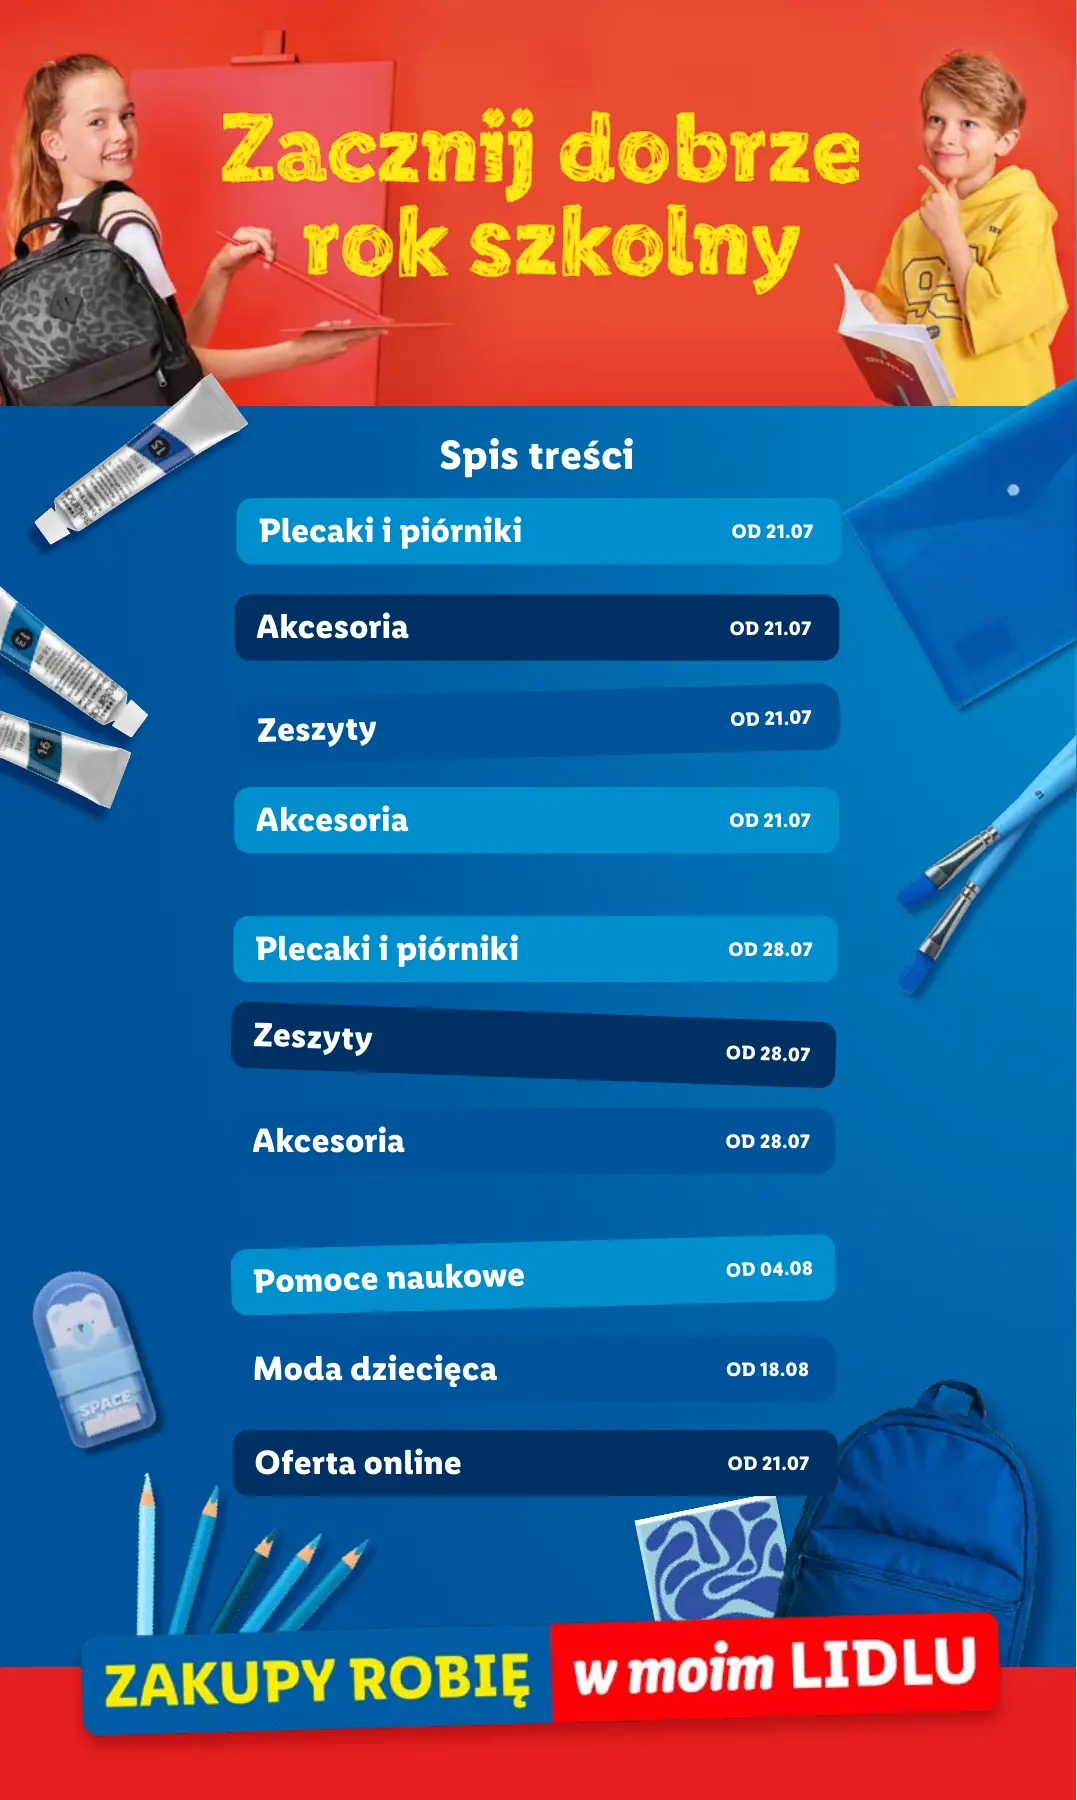 Zacznij dobrze
rok szkolny
Spis treści
Plecaki i piórniki OD 21.07
Akcesoria OD 21.07
Zeszyty OD 21.07
Akcesoria OD 21.07
Plecaki i piórniki OD 28.07
Zeszyty OD 28.07
Akcesoria OD 28.07
Pomoce naukowe OD 04.08
Moda dziecięca OD 18.08
Oferta online OD 21.07
SPACE
ZAKUPY ROBIĘ w moim LIDLU